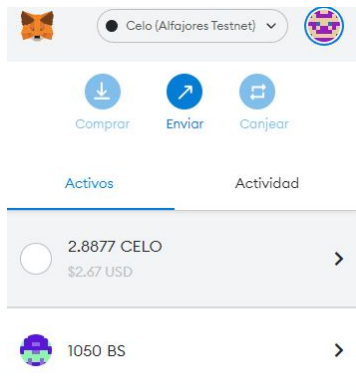 Celo (Alfajores Testnet)
Comprar Enviar Canjear
Activos Actividad
2.8877 CELO
$2.67 USD
1050 BS